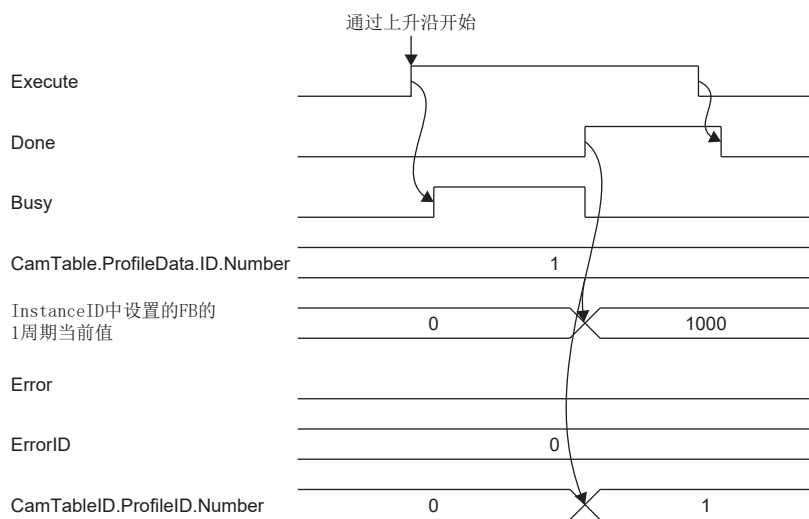 通过上升沿开始
Execute
Done
Busy
CamTable.ProfileData.ID.Number
1
InstanceID中设置的FB的
1周期当前值
0
1000
Error
ErrorID
0
CamTableID.ProfileID.Number
0
1